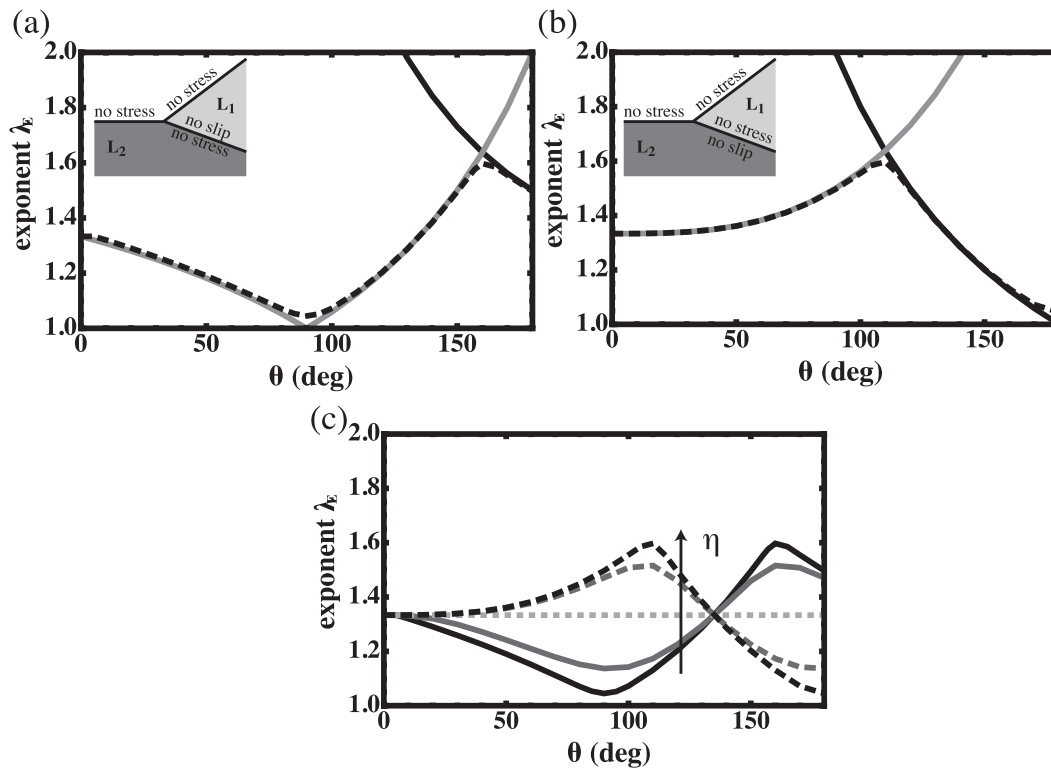 (a)
2.0
1.8
1.6
1.4
1.2
1.0
exponent λE
0
50
100
150
θ (deg)
no stress
no stress
L1
no slip
no stress
L2
(b)
2.0
1.8
1.6
1.4
1.2
1.0
exponent λE
0
50
100
150
θ (deg)
no stress
no stress
L1
no stress
no slip
L2
(c)
2.0
1.8
1.6
1.4
1.2
1.0
exponent λE
0
50
100
150
θ (deg)
η